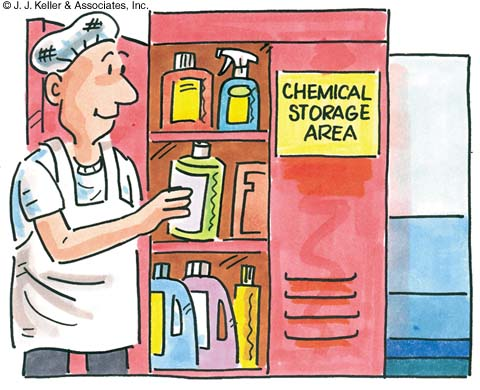 © J. J. Keller & Associates, Inc.
CHEMICAL
STORAGE
AREA